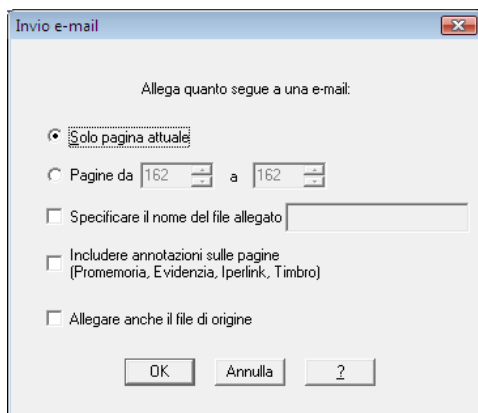 Invio e-mail
Allega quanto segue a una e-mail:
Solo pagina attuale
Pagine da 162 a 162
Specificare il nome del file allegato
Includere annotazioni sulle pagine
(Promemoria, Evidenzia, Iperlink, Timbro)
Allegare anche il file di origine
OK Annulla ?